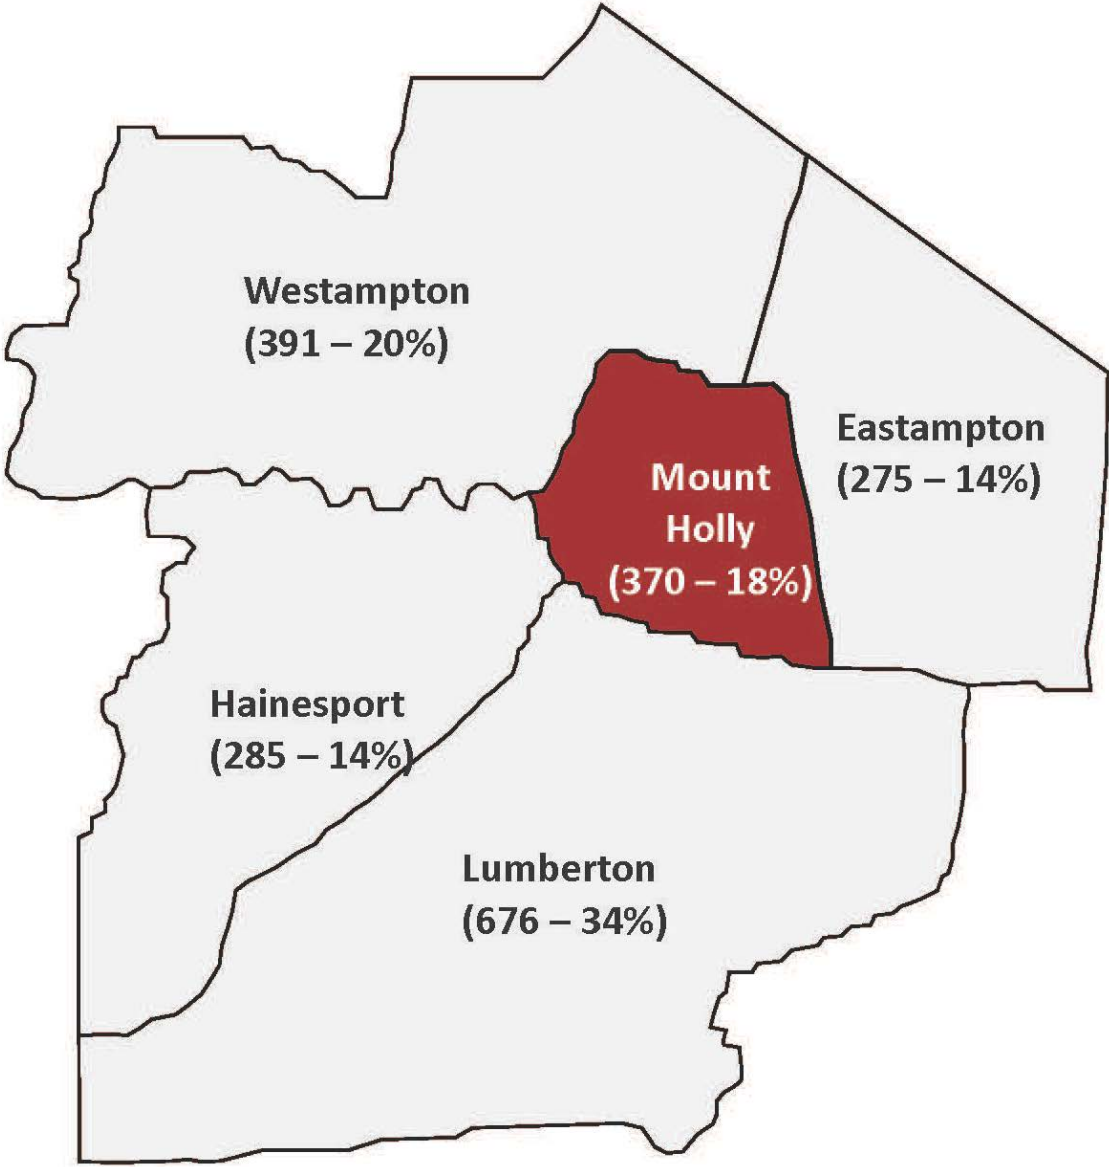 Westampton
(391 – 20%)
Eastampton
(275 – 14%)
Mount
Holly
(370 – 18%)
Hainesport
(285 – 14%)
Lumberton
(676 – 34%)